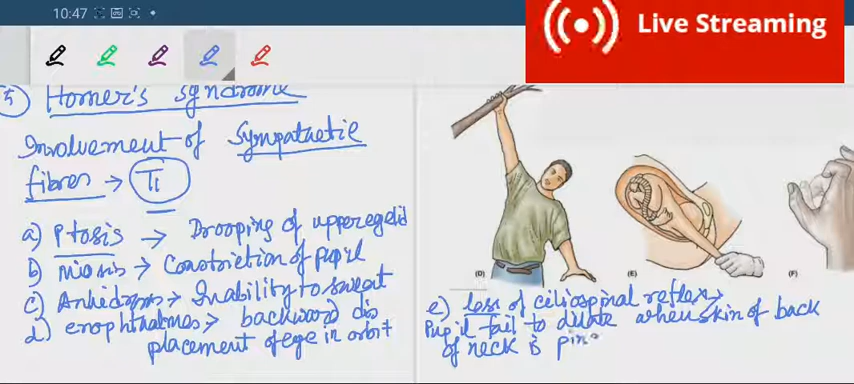 10:47
Live Streaming
5) Horner's syndrome
Involvement of Sympathetic
fibres → T1
a) Ptosis → Drooping of upper eyelid
b) miosis → Constriction of pupil
c) Anhidrosis → Inability to sweat
d) enophthalmos → backward dis
placement of eye in orbit
(D)
(E)
(F)
e) loss of ciliospinal reflex →
Pupil fail to dilate when skin of back
of neck is